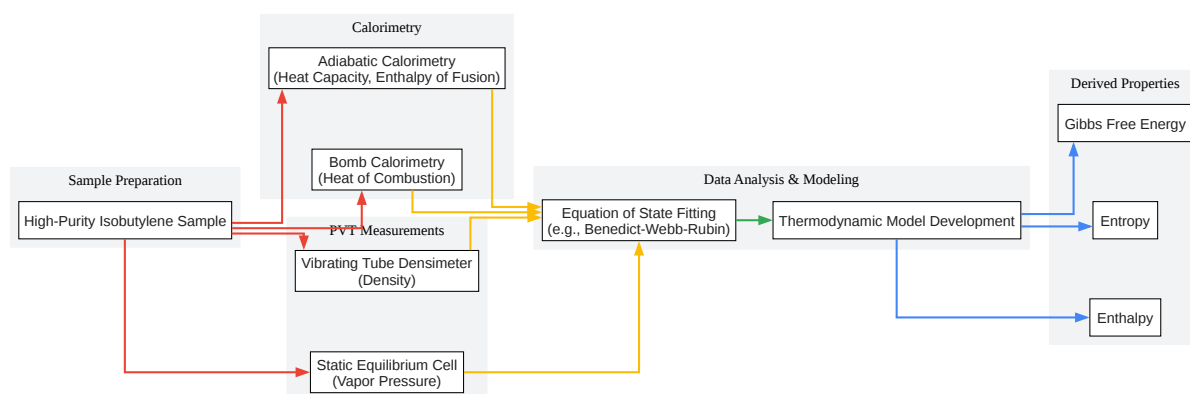 Calorimetry
Adiabatic Calorimetry
(Heat Capacity, Enthalpy of Fusion)
Bomb Calorimetry
(Heat of Combustion)
Sample Preparation
High-Purity Isobutylene Sample
PVT Measurements
Vibrating Tube Densimeter
(Density)
Static Equilibrium Cell
(Vapor Pressure)
Data Analysis & Modeling
Equation of State Fitting
(e.g., Benedict-Webb-Rubin)
Thermodynamic Model Development
Derived Properties
Gibbs Free Energy
Entropy
Enthalpy